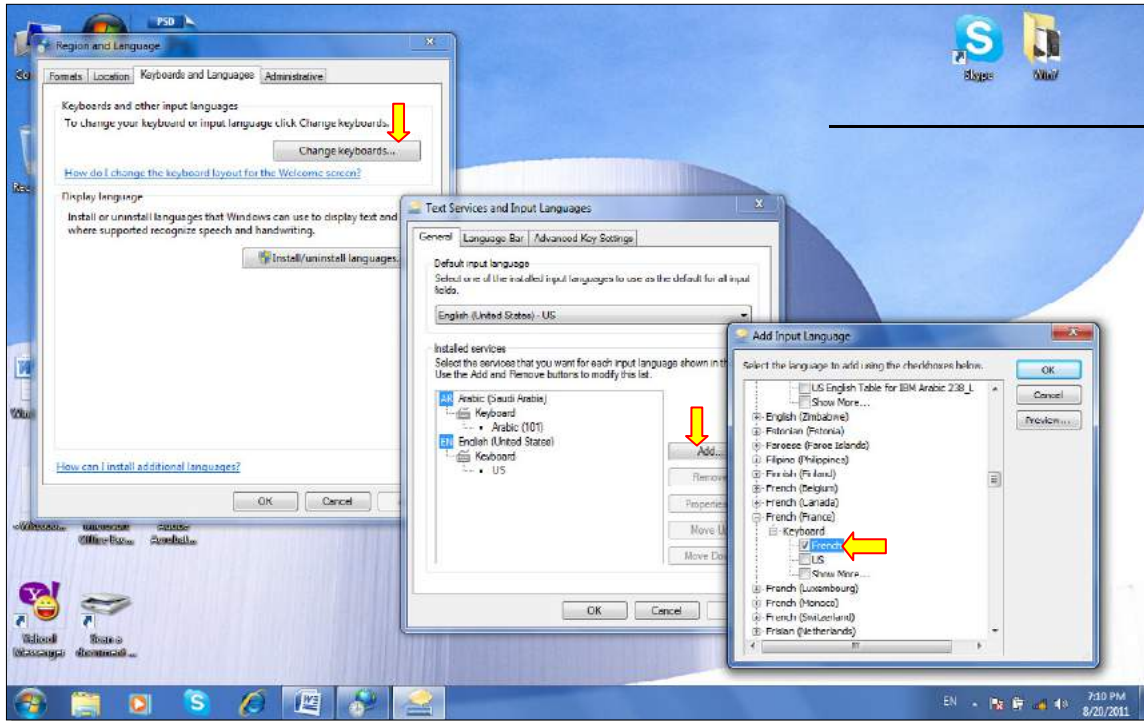 PSD
Region and Language
Formats
Location
Keyboards and Languages
Administrative
Keyboards and other input languages
To change your keyboard or input language click Change keyboards.
Change keyboards...
How do I change the keyboard layout for the Welcome screen?
Display language
Install or uninstall languages that Windows can use to display text and
where supported recognize speech and handwriting.
Install/uninstall languages.
How can I install additional languages?
OK
Cancel
Text Services and Input Languages
General
Language Bar
Advanced Key Settings
Default input language
Select one of the installed input languages to use as the default for all input
fields.
English (United States) - US
Installed services
Select the services that you want for each input language shown in th
Use the Add and Remove buttons to modify this list.
AR Arabic (Saudi Arabia)
Keyboard
Arabic (101)
EN English (United States)
Keyboard
US
Add...
Remove
Properties
Move U
Move Do
OK
Cancel
Add Input Language
Select the language to add using the checkboxes below.
US English Table for IBM Arabic 238_L
Show More...
English (Zimbabwe)
Estonian (Estonia)
Faroese (Faroe Islands)
Filipino (Philippines)
Finnish (Finland)
French (Belgium)
French (Canada)
French (France)
Keyboard
French
US
Show More...
French (Luxembourg)
French (Monaco)
French (Switzerland)
Frisian (Netherlands)
OK
Cancel
Preview...
Skype
Win7
EN
7:10 PM
8/20/2011